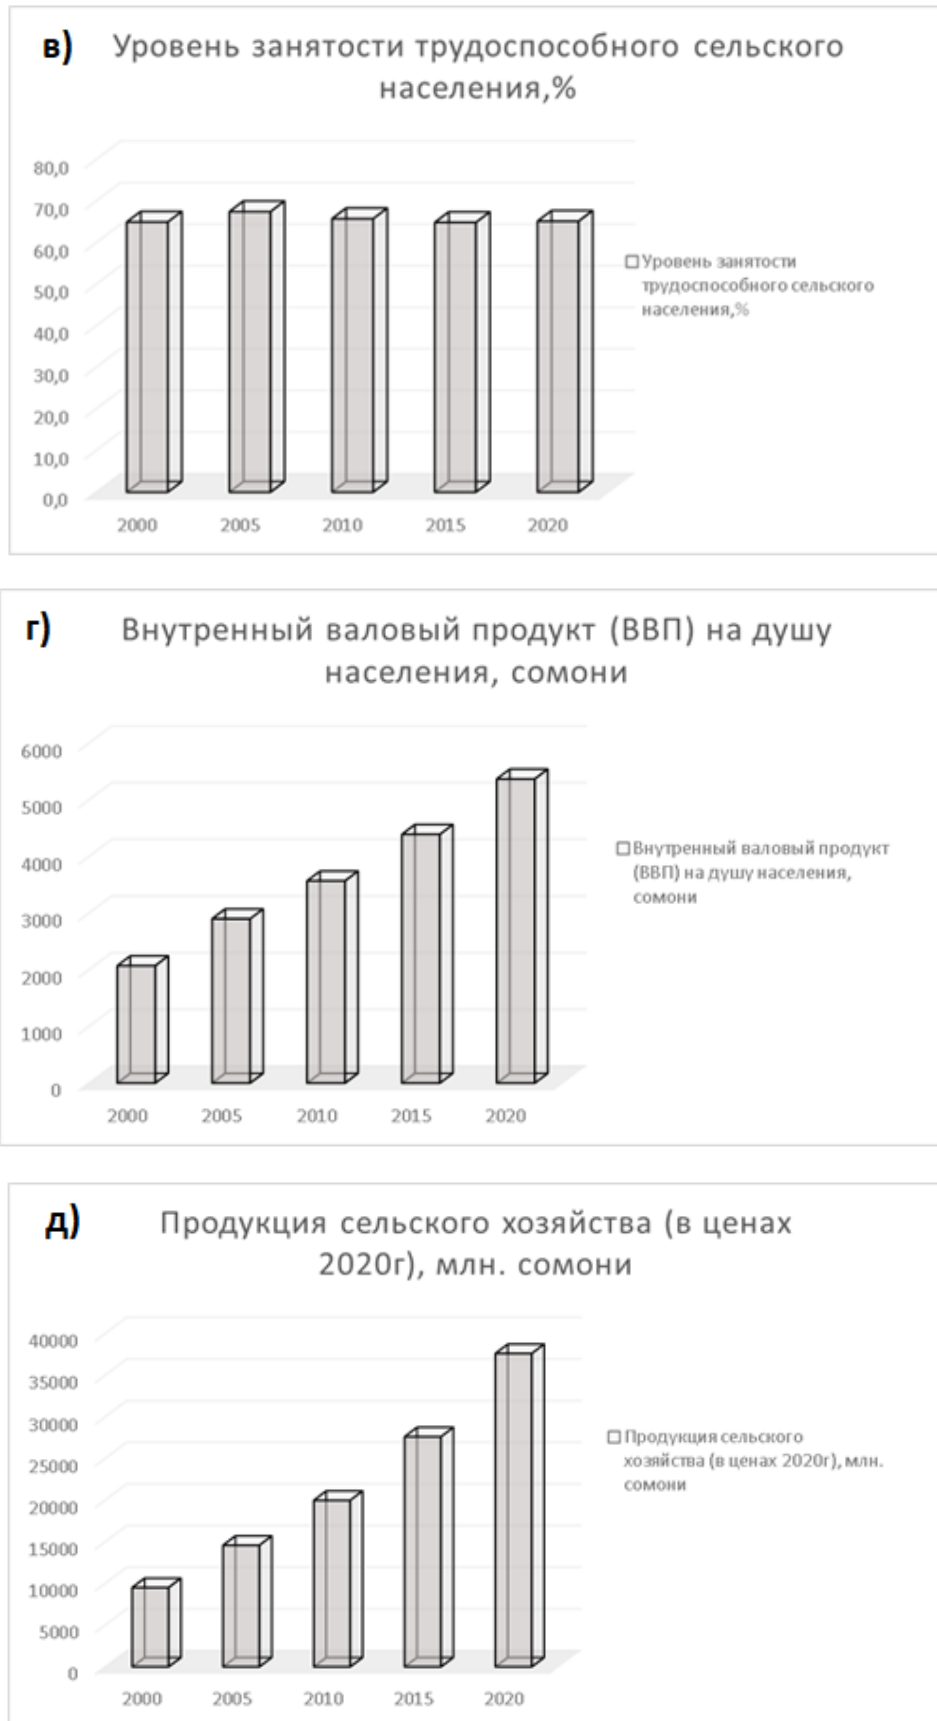 в) Уровень занятости трудоспособного сельского
населения,%
80,0
70,0
60,0
50,0
40,0
30,0
20,0
10,0
0,0
2000 2005 2010 2015 2020
Уровень занятости
трудоспособного сельского
населения,%
г) Внутренный валовый продукт (ВВП) на душу
населения, сомони
6000
5000
4000
3000
2000
1000
0
2000 2005 2010 2015 2020
Внутренный валовый продукт
(ВВП) на душу населения,
сомони
д) Продукция сельского хозяйства (в ценах
2020г), млн. сомони
40000
35000
30000
25000
20000
15000
10000
5000
0
2000 2005 2010 2015 2020
Продукция сельского
хозяйства (в ценах 2020г), млн.
сомони